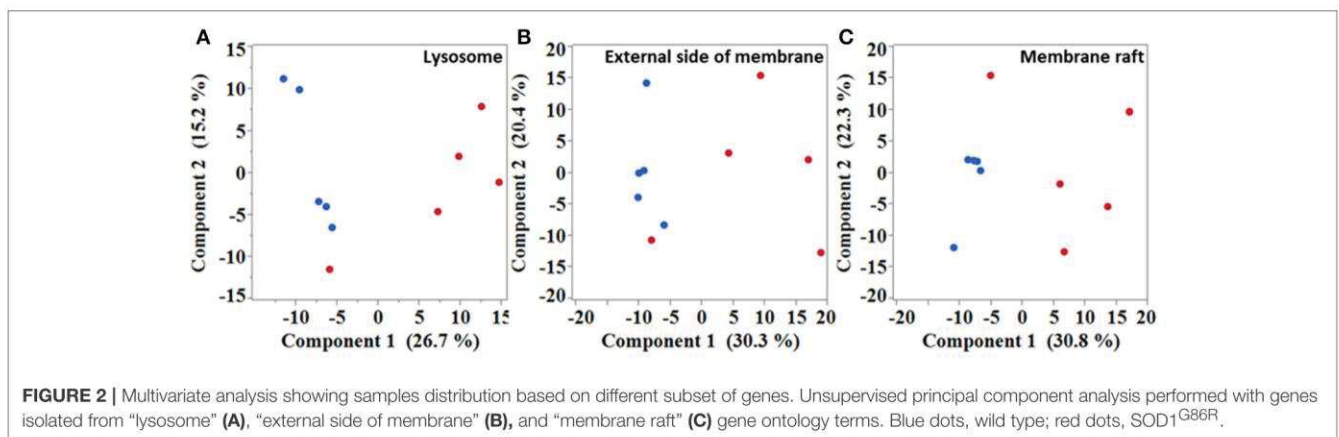 A
Lysosome
15
10
5
0
-5
-10
-15
Component 2 (15.2 %)
-10 -5 0 5 10 15
Component 1 (26.7 %)
B
External side of membrane
20
15
10
5
0
-5
-10
-15
-20
Component 2 (20.4 %)
-20 -10 -5 0 5 10 15 20
Component 1 (30.3 %)
C
Membrane raft
20
15
10
5
0
-5
-10
-15
-20
Component 2 (22.3 %)
-20 -10 -5 0 5 10 15 20
Component 1 (30.8 %)
FIGURE 2 | Multivariate analysis showing samples distribution based on different subset of genes. Unsupervised principal component analysis performed with genes
isolated from “lysosome” (A), “external side of membrane” (B), and “membrane raft” (C) gene ontology terms. Blue dots, wild type; red dots, SOD1G86R.